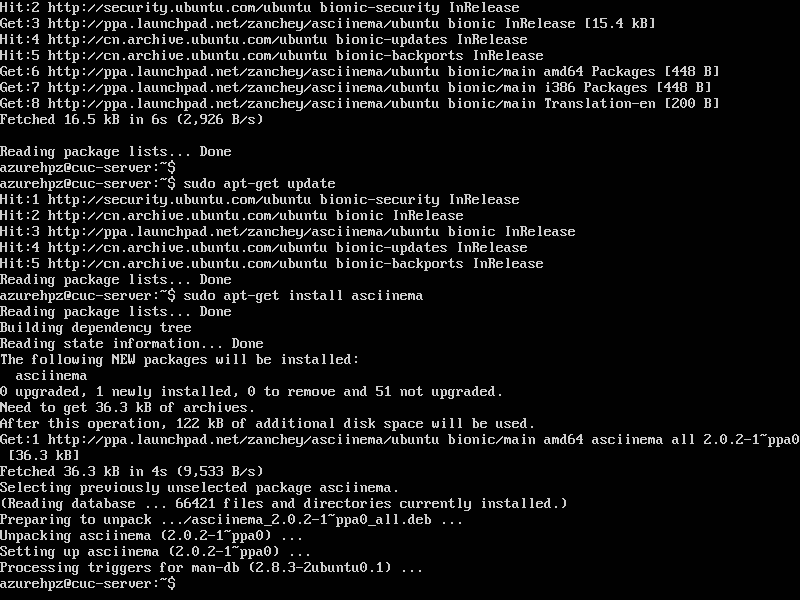 Hit:2 http://security.ubuntu.com/ubuntu bionic-security InRelease
Get:3 http://ppa.launchpad.net/zanchey/asciinema/ubuntu bionic InRelease [15.4 kB]
Hit:4 http://cn.archive.ubuntu.com/ubuntu bionic-updates InRelease
Hit:5 http://cn.archive.ubuntu.com/ubuntu bionic-backports InRelease
Get:6 http://ppa.launchpad.net/zanchey/asciinema/ubuntu bionic/main amd64 Packages [448 B]
Get:7 http://ppa.launchpad.net/zanchey/asciinema/ubuntu bionic/main i386 Packages [448 B]
Get:8 http://ppa.launchpad.net/zanchey/asciinema/ubuntu bionic/main Translation-en [200 B]
Fetched 16.5 kB in 6s (2,926 B/s)
Reading package lists... Done
azurehpz@cuc-server:~$
azurehpz@cuc-server:~$ sudo apt-get update
Hit:1 http://security.ubuntu.com/ubuntu bionic-security InRelease
Hit:2 http://cn.archive.ubuntu.com/ubuntu bionic InRelease
Hit:3 http://ppa.launchpad.net/zanchey/asciinema/ubuntu bionic InRelease
Hit:4 http://cn.archive.ubuntu.com/ubuntu bionic-updates InRelease
Hit:5 http://cn.archive.ubuntu.com/ubuntu bionic-backports InRelease
Reading package lists... Done
azurehpz@cuc-server:~$ sudo apt-get install asciinema
Reading package lists... Done
Building dependency tree
Reading state information... Done
The following NEW packages will be installed:
  asciinema
0 upgraded, 1 newly installed, 0 to remove and 51 not upgraded.
Need to get 36.3 kB of archives.
After this operation, 122 kB of additional disk space will be used.
Get:1 http://ppa.launchpad.net/zanchey/asciinema/ubuntu bionic/main amd64 asciinema all 2.0.2-1~ppa0
 [36.3 kB]
Fetched 36.3 kB in 4s (9,533 B/s)
Selecting previously unselected package asciinema.
(Reading database ... 66421 files and directories currently installed.)
Preparing to unpack .../asciinema_2.0.2-1~ppa0_all.deb ...
Unpacking asciinema (2.0.2-1~ppa0) ...
Setting up asciinema (2.0.2-1~ppa0) ...
Processing triggers for man-db (2.8.3-2ubuntu0.1) ...
azurehpz@cuc-server:~$